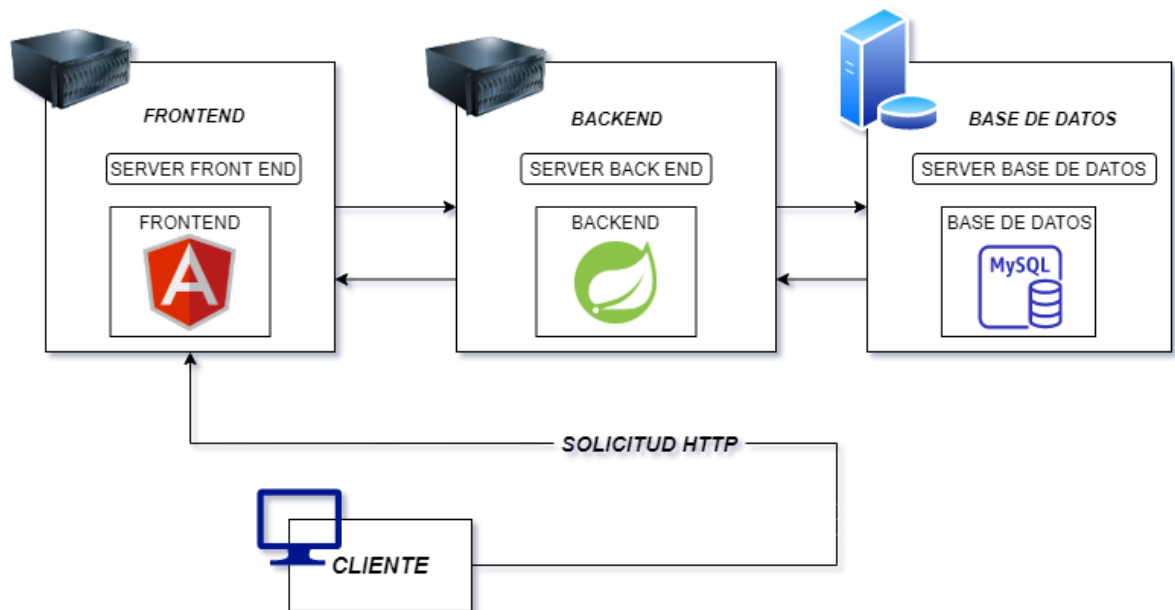 FRONTEND
SERVER FRONT END
FRONTEND
A
BACKEND
SERVER BACK END
BACKEND
BASE DE DATOS
SERVER BASE DE DATOS
BASE DE DATOS
MySQL
SOLICITUD HTTP
CLIENTE